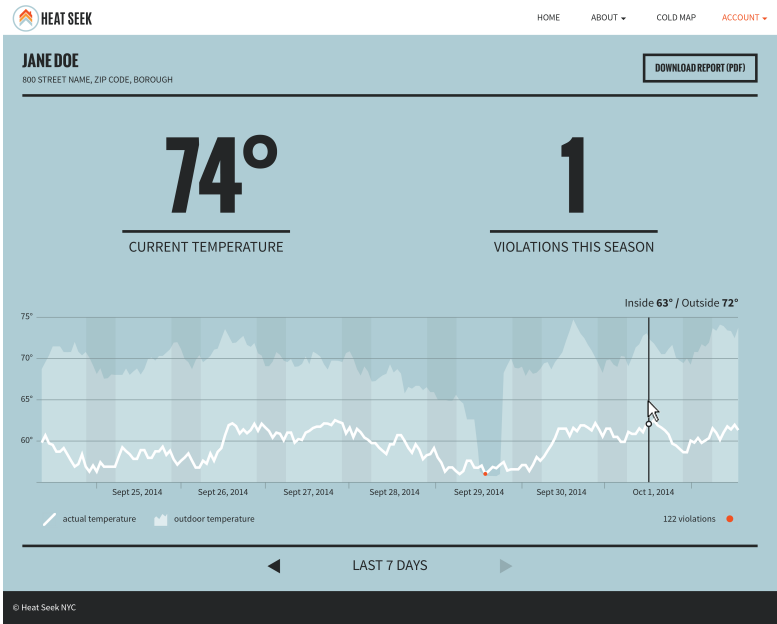 HEAT SEEK
HOME ABOUT COLD MAP ACCOUNT
JANE DOE
800 STREET NAME, ZIP CODE, BOROUGH
DOWNLOAD REPORT (PDF)
74°
CURRENT TEMPERATURE
1
VIOLATIONS THIS SEASON
Inside 63° / Outside 72°
75°
70°
65°
60°
Sept 25, 2014 Sept 26, 2014 Sept 27, 2014 Sept 28, 2014 Sept 29, 2014 Sept 30, 2014 Oct 1, 2014
actual temperature outdoor temperature 122 violations
LAST 7 DAYS
© Heat Seek NYC